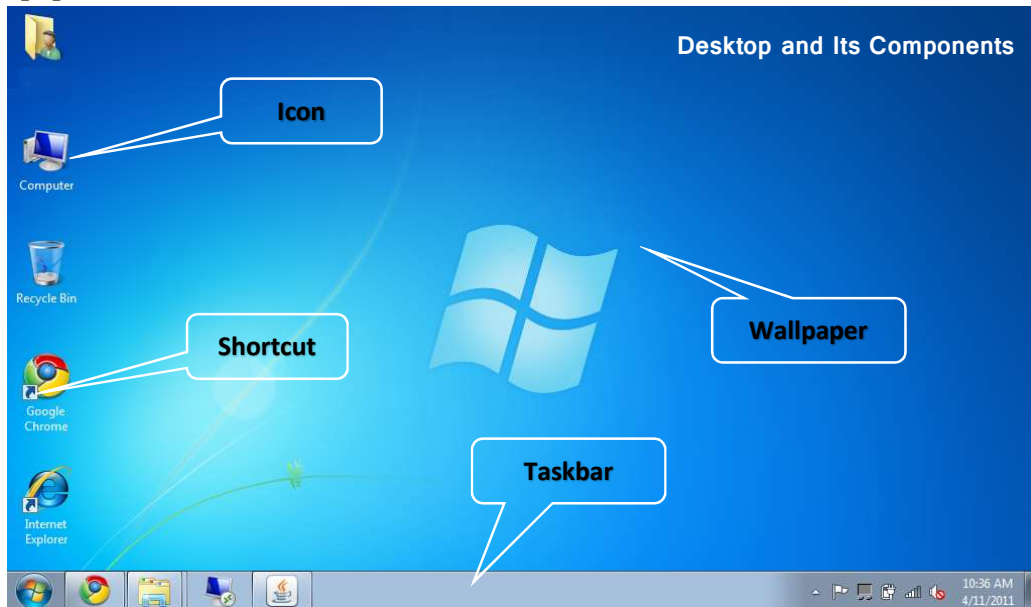 Desktop and Its Components
Icon
Computer
Recycle Bin
Shortcut
Wallpaper
Google
Chrome
Taskbar
Internet
Explorer
10:36 AM
4/11/2011